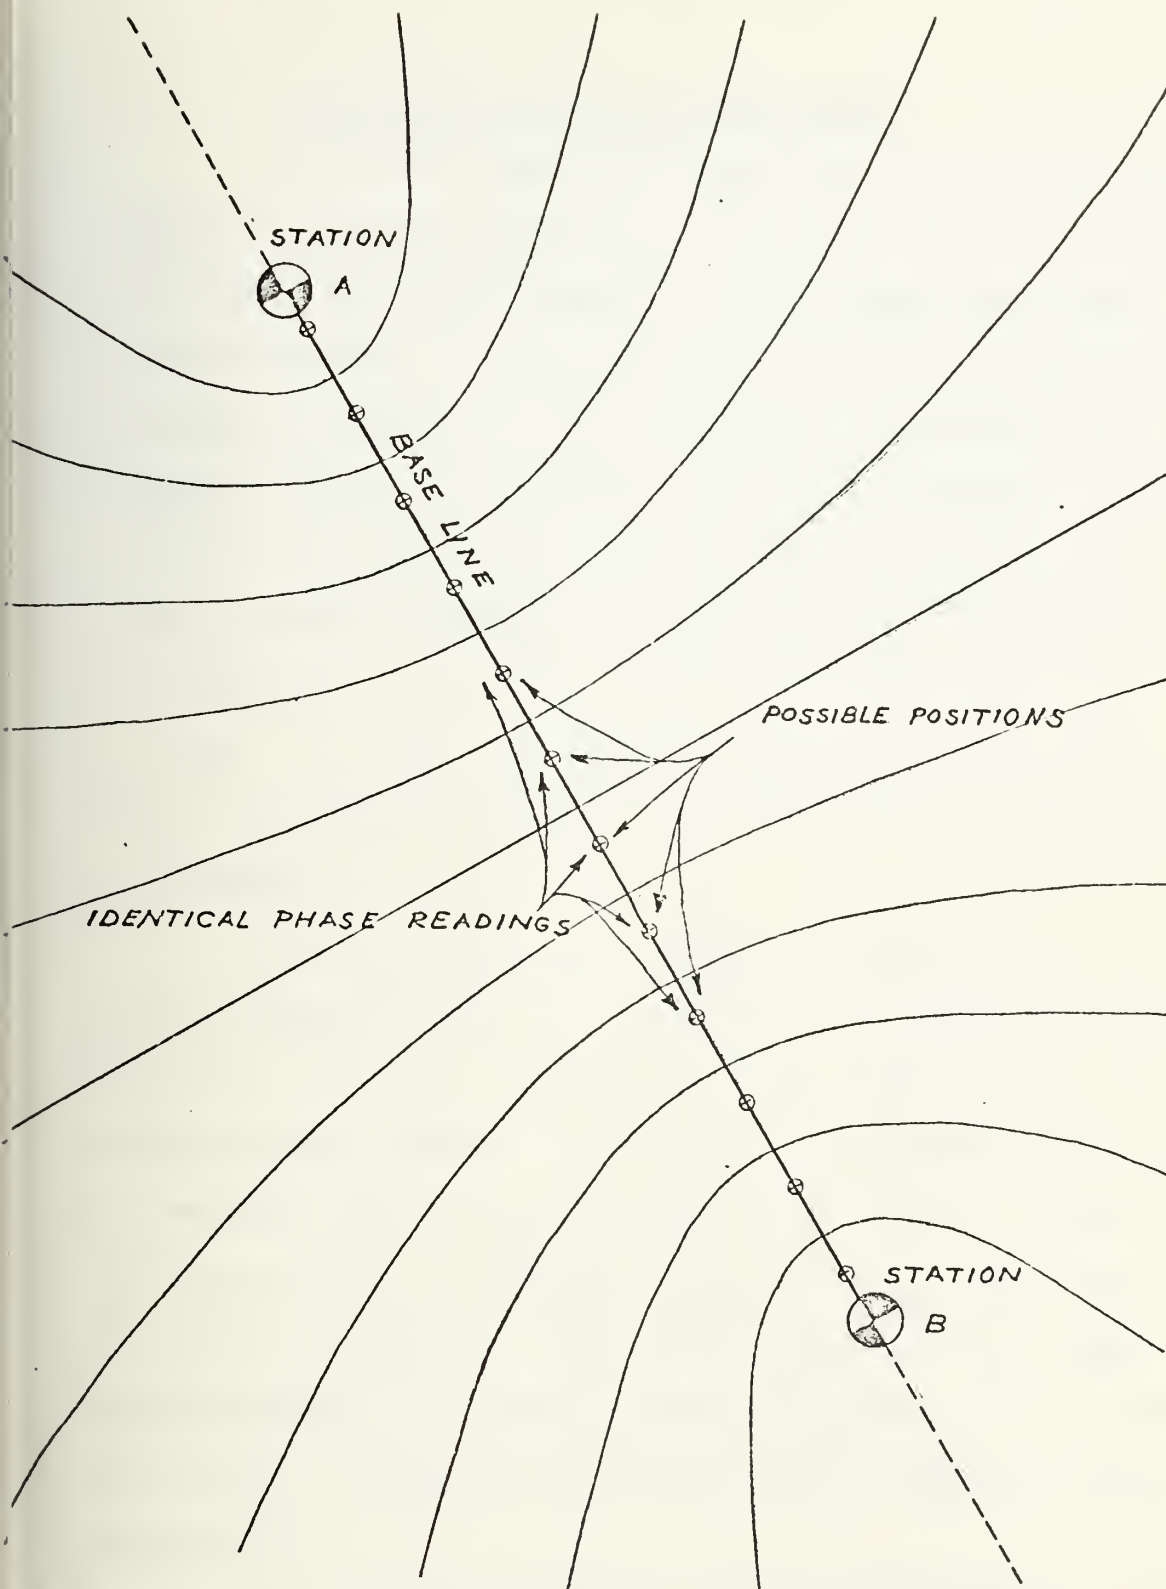 STATION
A
BASE LINE
POSSIBLE POSITIONS
IDENTICAL PHASE READINGS
STATION
B